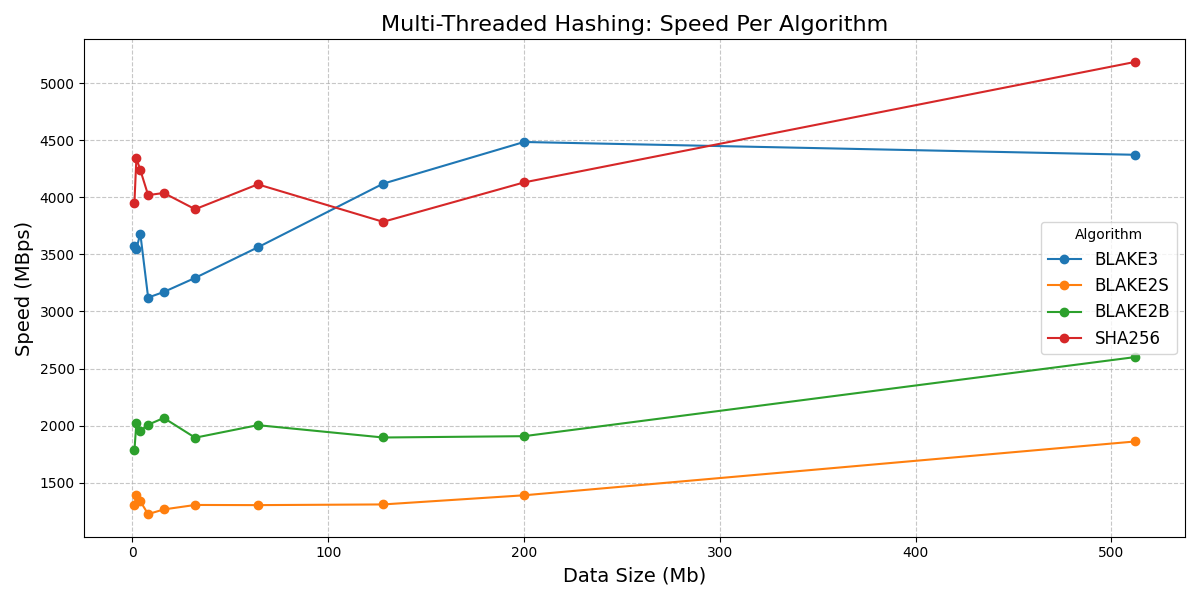 Multi-Threaded Hashing: Speed Per Algorithm
Speed (MBps)
5000
4500
4000
3500
3000
2500
2000
1500
Algorithm
BLAKE3
BLAKE2S
BLAKE2B
SHA256
0
100
200
300
400
500
Data Size (Mb)